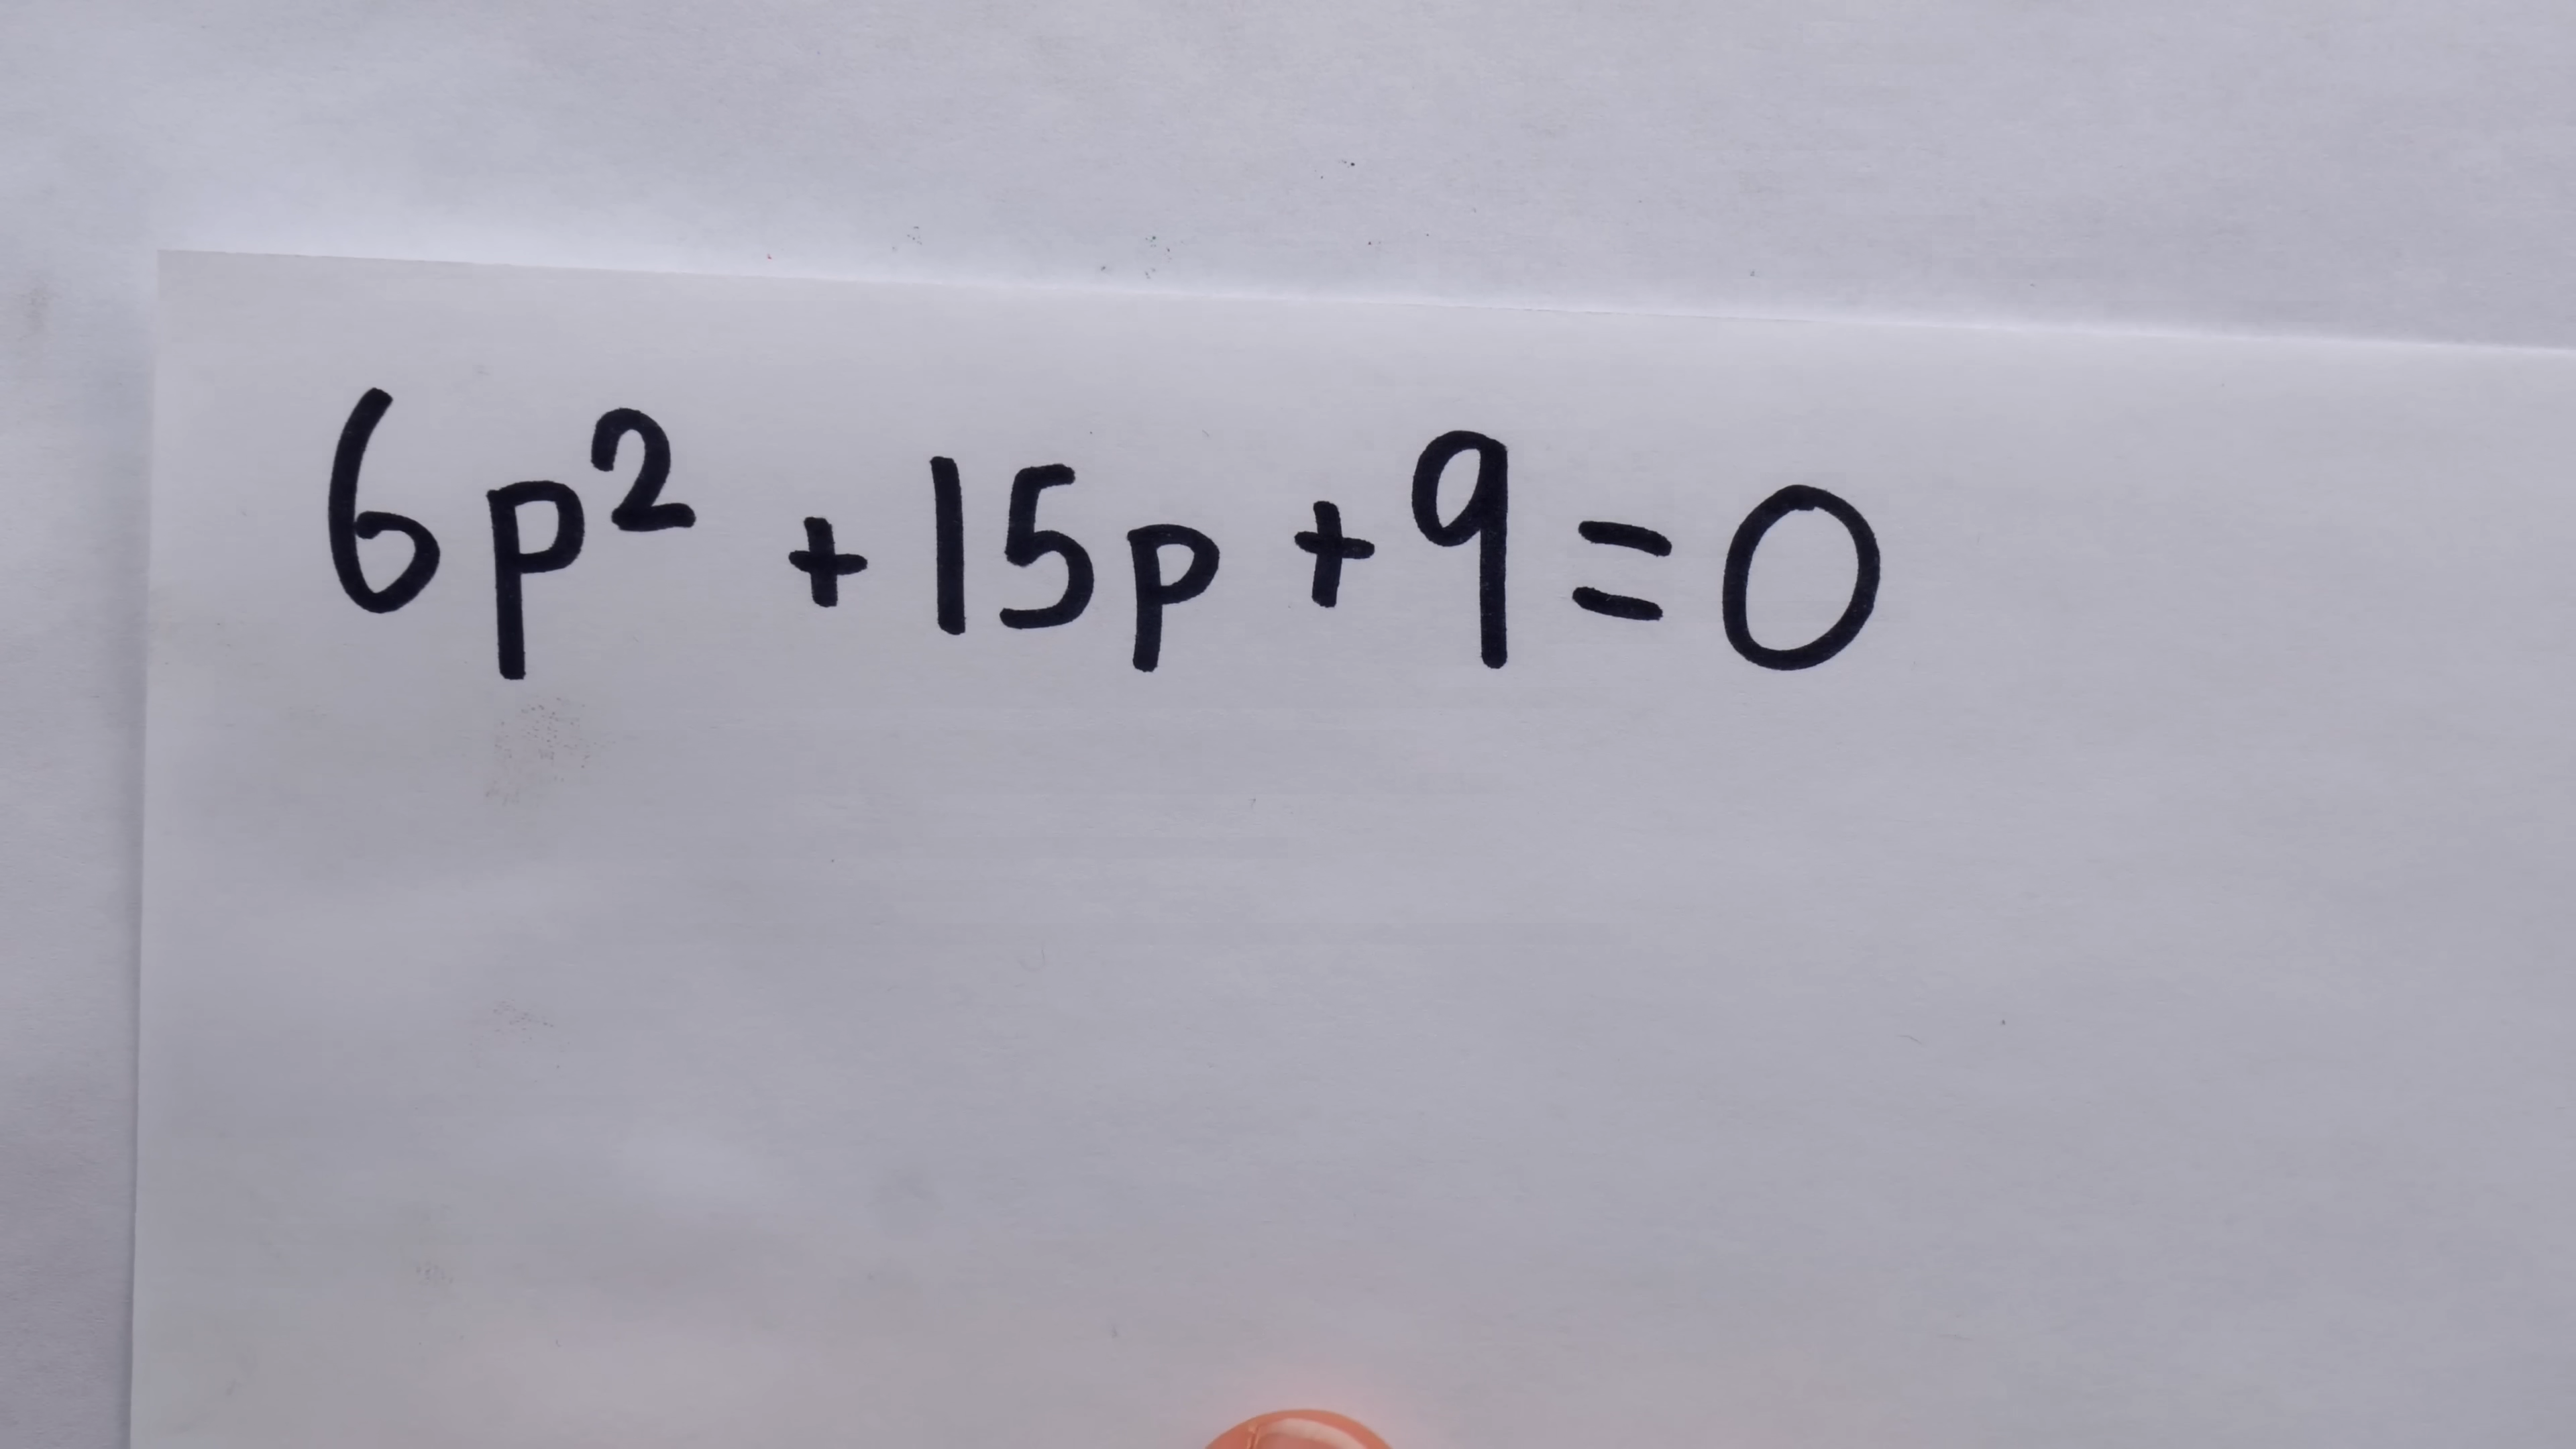 6p² + 15p + 9 = 0